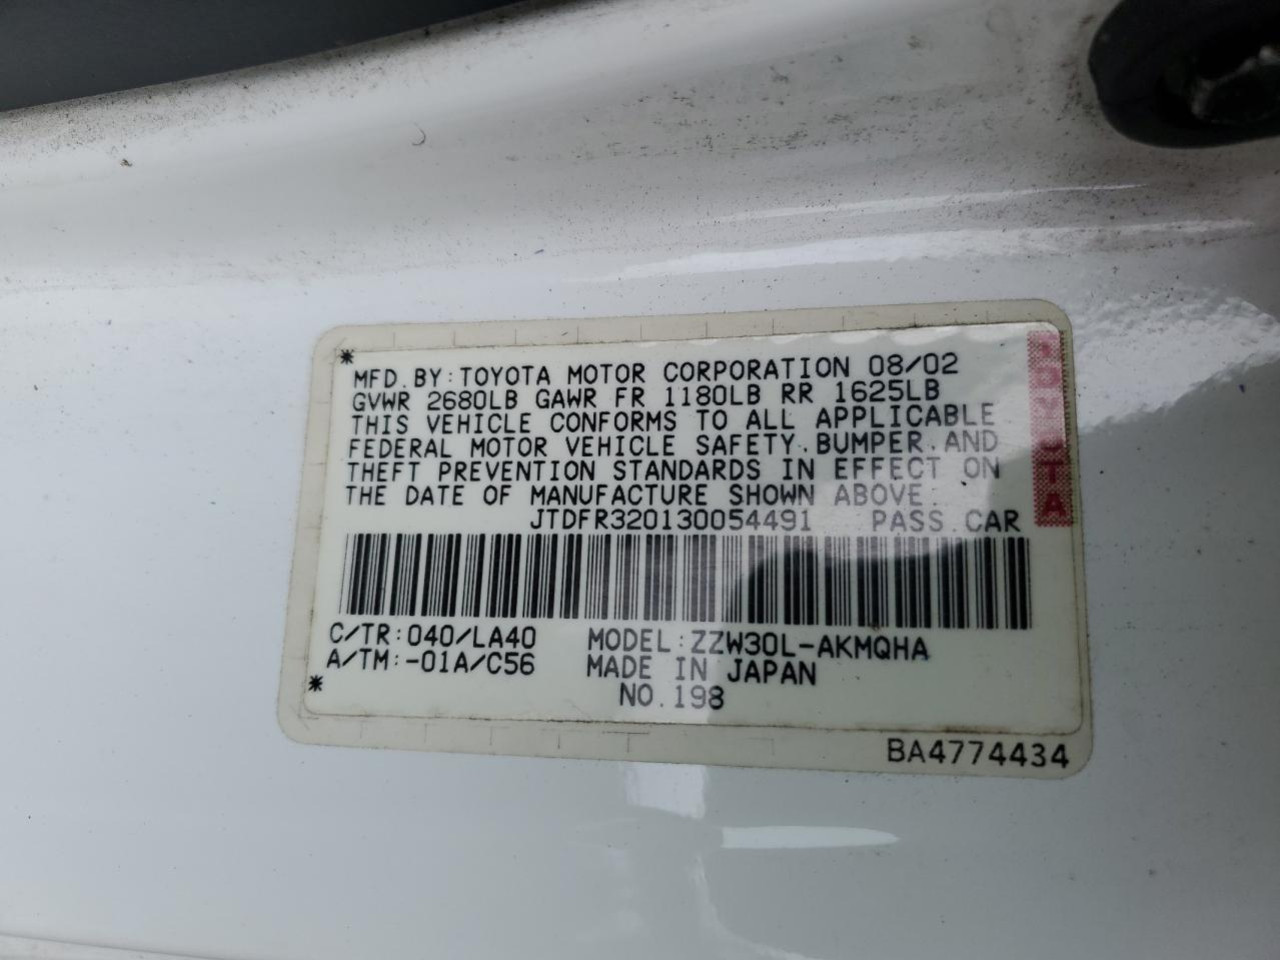 MFD. BY: TOYOTA MOTOR CORPORATION 08/02
GVWR 2680LB GAWR FR 1180LB RR 1625LB
THIS VEHICLE CONFORMS TO ALL APPLICABLE
FEDERAL MOTOR VEHICLE SAFETY, BUMPER, AND
THEFT PREVENTION STANDARDS IN EFFECT ON
THE DATE OF MANUFACTURE SHOWN ABOVE.
JTDFR320130054491 PASS. CAR
C/TR: 040/LA40 MODEL: ZZW30L-AKMQHA
A/TM: -01A/C56 MADE IN JAPAN
NO. 198
BA4774434